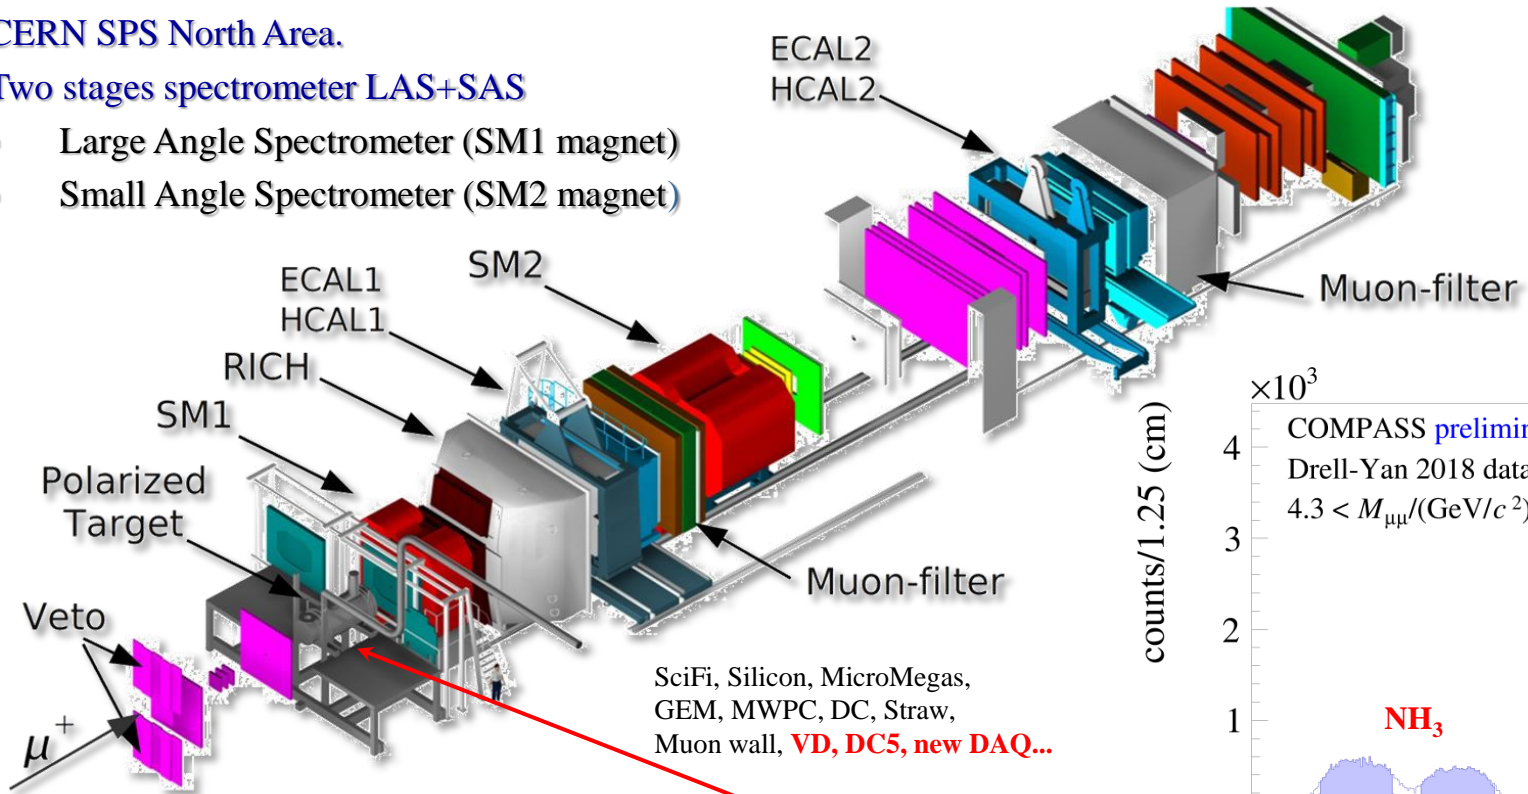 CERN SPS North Area.
Two stages spectrometer LAS+SAS
Large Angle Spectrometer (SM1 magnet)
Small Angle Spectrometer (SM2 magnet)
ECAL2
HCAL2
Muon-filter
SM2
ECAL1
HCAL1
RICH
SM1
Polarized
Target
Veto
μ+
Muon-filter
SciFi, Silicon, MicroMegas,
GEM, MWPC, DC, Straw,
Muon wall, VD, DC5, new DAQ...
×10³
counts/1.25 (cm)
4
3
2
1
COMPASS
Drell-Yan 2018 data
4.3 < Mμμ/(GeV/c ²)
NH₃